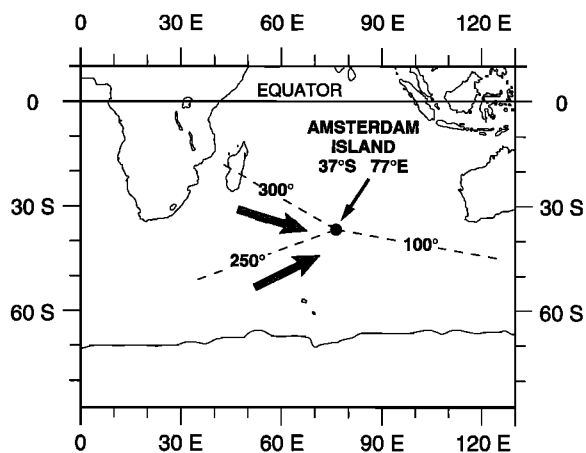 0 30 E 60 E 90 E 120 E
EQUATOR
0 0
AMSTERDAM
ISLAND
37°S 77°E
300°
30 S 30 S
100°
250°
60 S 60 S
0 30 E 60 E 90 E 120 E